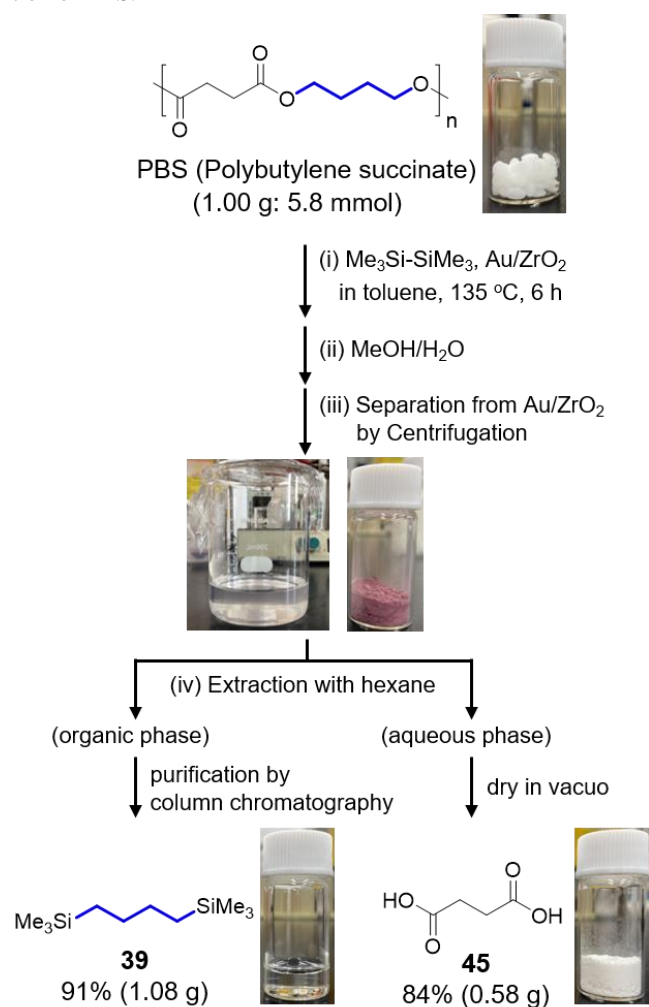 O
O
O
O
n
PBS (Polybutylene succinate)
(1.00 g: 5.8 mmol)
(i) Me₃Si-SiMe₃, Au/ZrO₂
in toluene, 135 °C, 6 h
(ii) MeOH/H₂O
(iii) Separation from Au/ZrO₂
by Centrifugation
(iv) Extraction with hexane
(organic phase)
(aqueous phase)
purification by
column chromatography
dry in vacuo
Me₃Si
SiMe₃
39
91% (1.08 g)
HO
O
O
OH
45
84% (0.58 g)